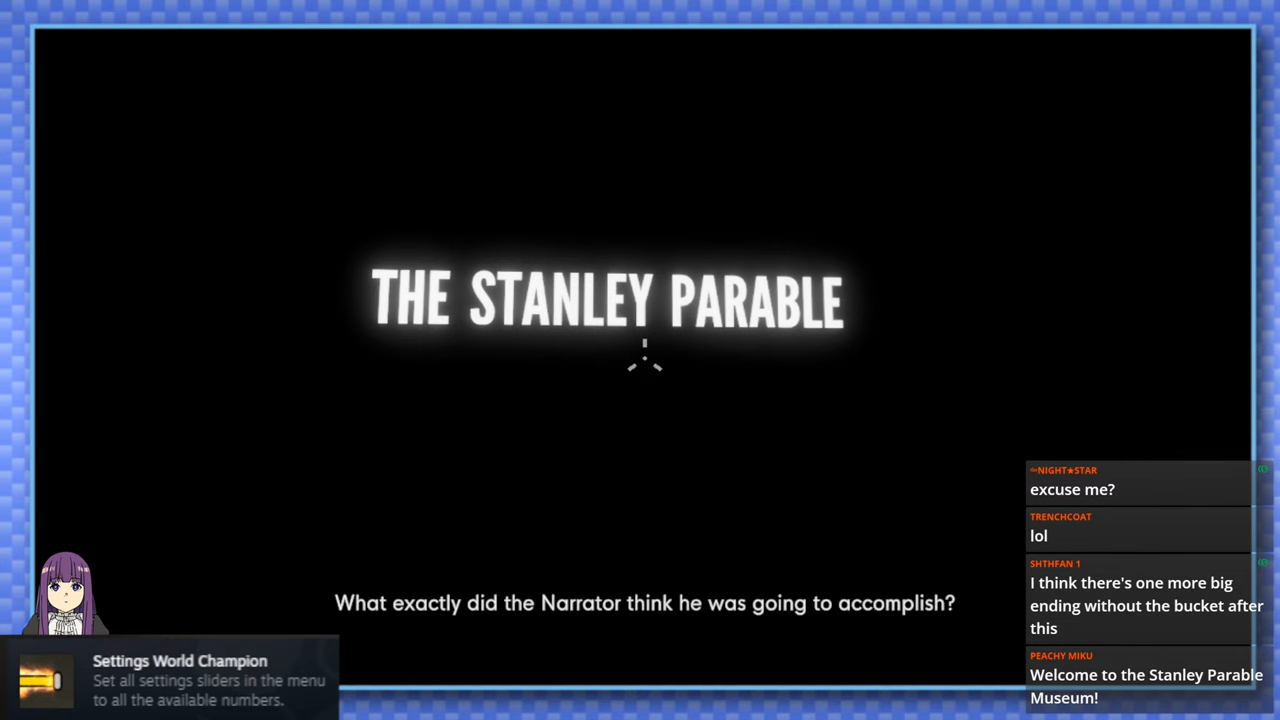 THE STANLEY PARABLE
What exactly did the Narrator think he was going to accomplish?
Settings World Champion
Set all settings sliders in the menu
to all the available numbers.
the NIGHT★STAR
excuse me?
TRENCHCOAT
lol
SHTHFAN 1
I think there's one more big
ending without the bucket after
this
PEACHY MIKU
Welcome to the Stanley Parable
Museum!